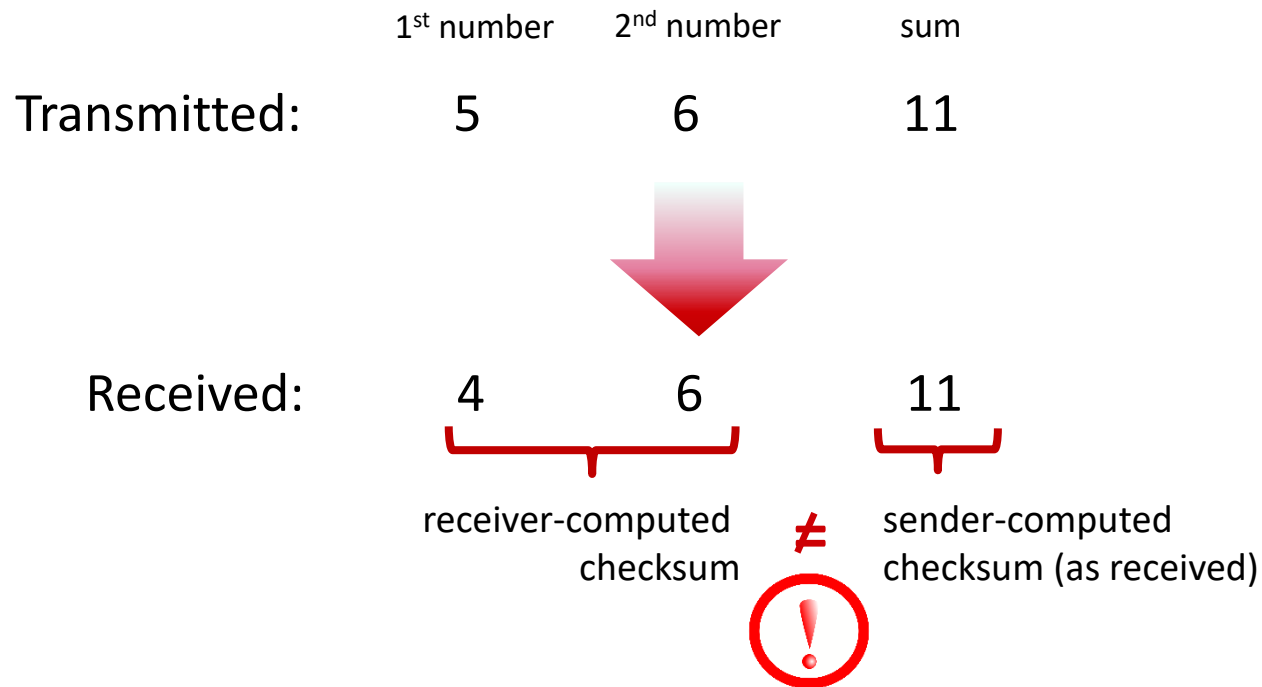 1st number 2nd number sum
Transmitted: 5 6 11
Received: 4 6 11
receiver-computed ≠ sender-computed
checksum checksum (as received)
!